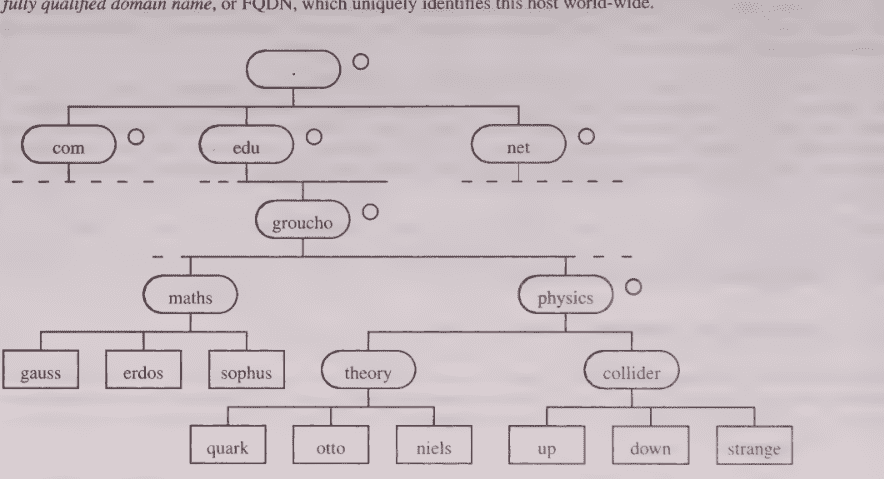 fully qualified domain name, or FQDN, which uniquely identifies this host world-wide.
.
com edu net
groucho
maths physics
gauss erdos sophus theory collider
quark otto niels up down strange